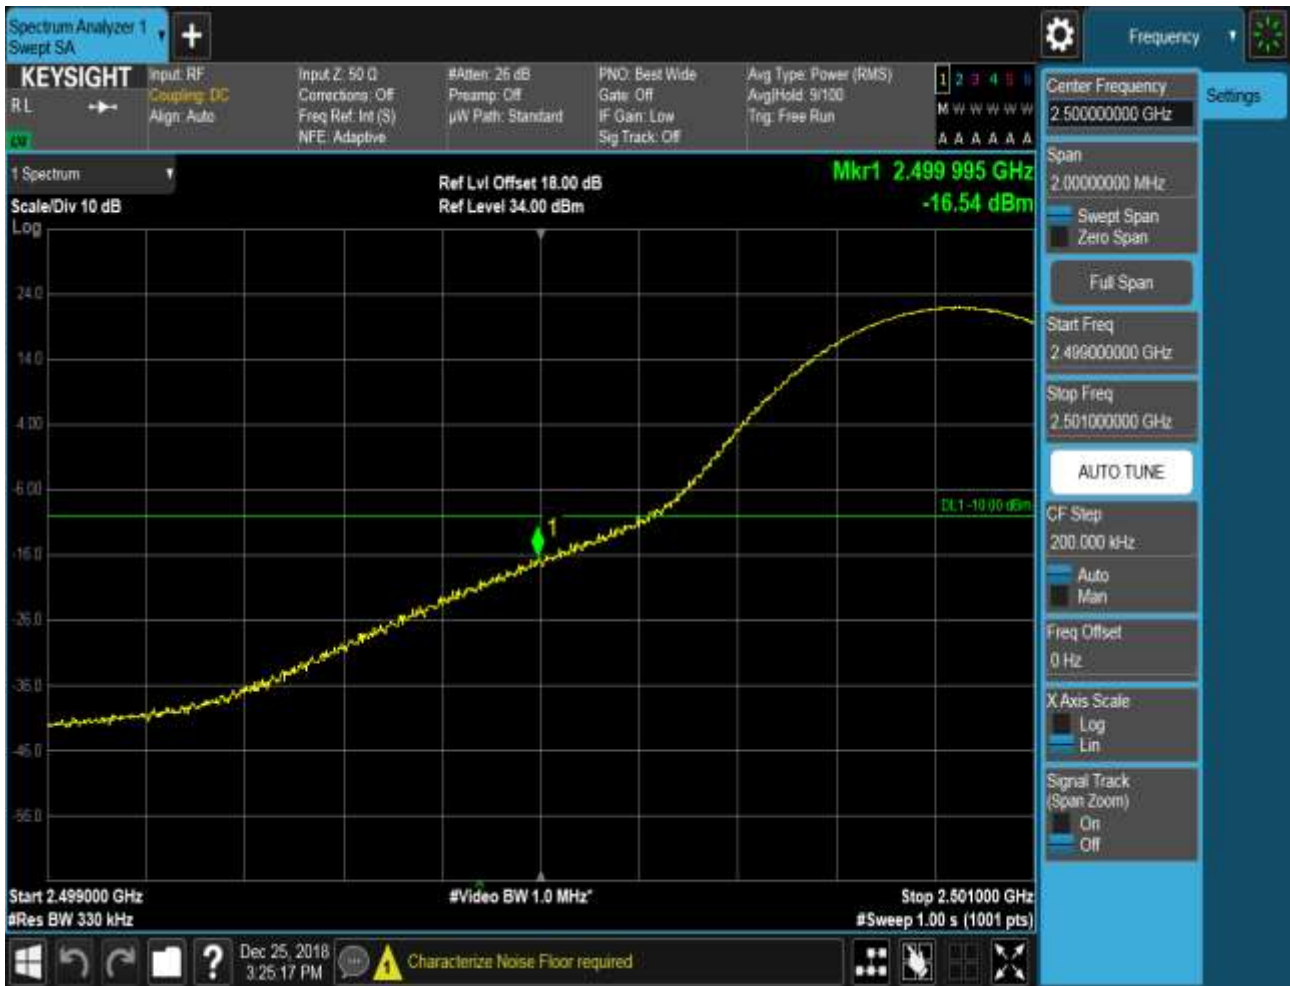 Spectrum Analyzer 1
Swept SA
Frequency
KEYSIGHT
RL
Input: RF
Coupling: DC
Align: Auto
Input Z: 50 Ω
Corrections: Off
Freq Ref: Int (S)
NFE: Adaptive
#Atten: 26 dB
Preamp: Off
µW Path: Standard
PNO: Best Wide
Gate: Off
IF Gain: Low
Sig Track: Off
Avg Type: Power (RMS)
Avg|Hold: 9/100
Trig: Free Run
1 2 3 4 5 6
M W W W W W
A A A A A A
Settings
Center Frequency
2.500000000 GHz
Span
2.00000000 MHz
Swept Span
Zero Span
Full Span
Start Freq
2.499000000 GHz
Stop Freq
2.501000000 GHz
AUTO TUNE
CF Step
200.000 kHz
Auto
Man
Freq Offset
0 Hz
X Axis Scale
Log
Lin
Signal Track
(Span Zoom)
On
Off
1 Spectrum
Scale/Div 10 dB
Log
Ref Lvl Offset 18.00 dB
Ref Level 34.00 dBm
Mkr1 2.499 995 GHz
-16.54 dBm
24.0
14.0
4.00
-6.00
DL1 -10.00 dBm
1
-16.0
-26.0
-36.0
-46.0
-56.0
Start 2.499000 GHz
#Video BW 1.0 MHz*
Stop 2.501000 GHz
#Res BW 330 kHz
#Sweep 1.00 s (1001 pts)
?
Dec 25, 2018
3:25:17 PM
1
Characterize Noise Floor required